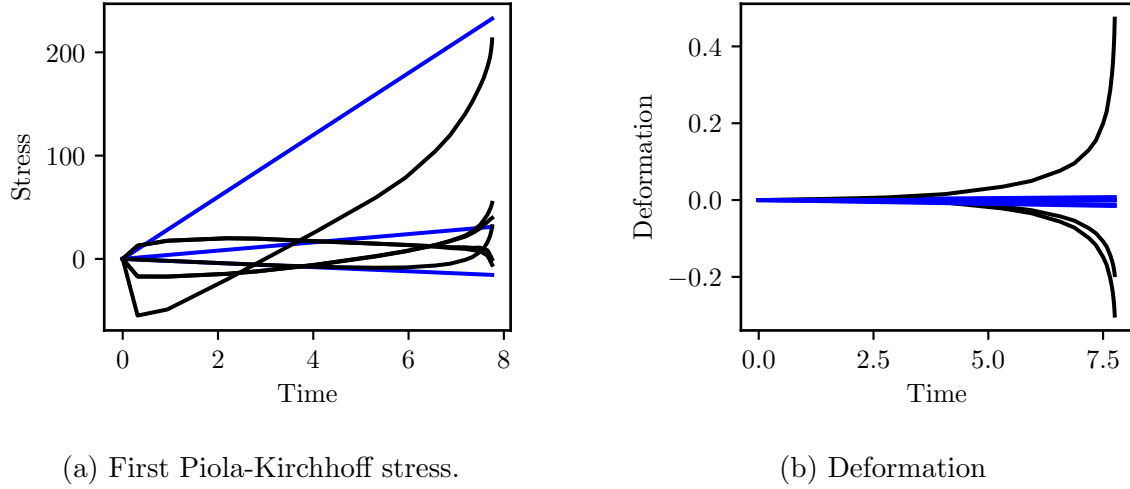 Stress
200
100
0
0
2
4
6
8
Time
(a) First Piola-Kirchhoff stress.
Deformation
0.4
0.2
0.0
−0.2
0.0
2.5
5.0
7.5
Time
(b) Deformation